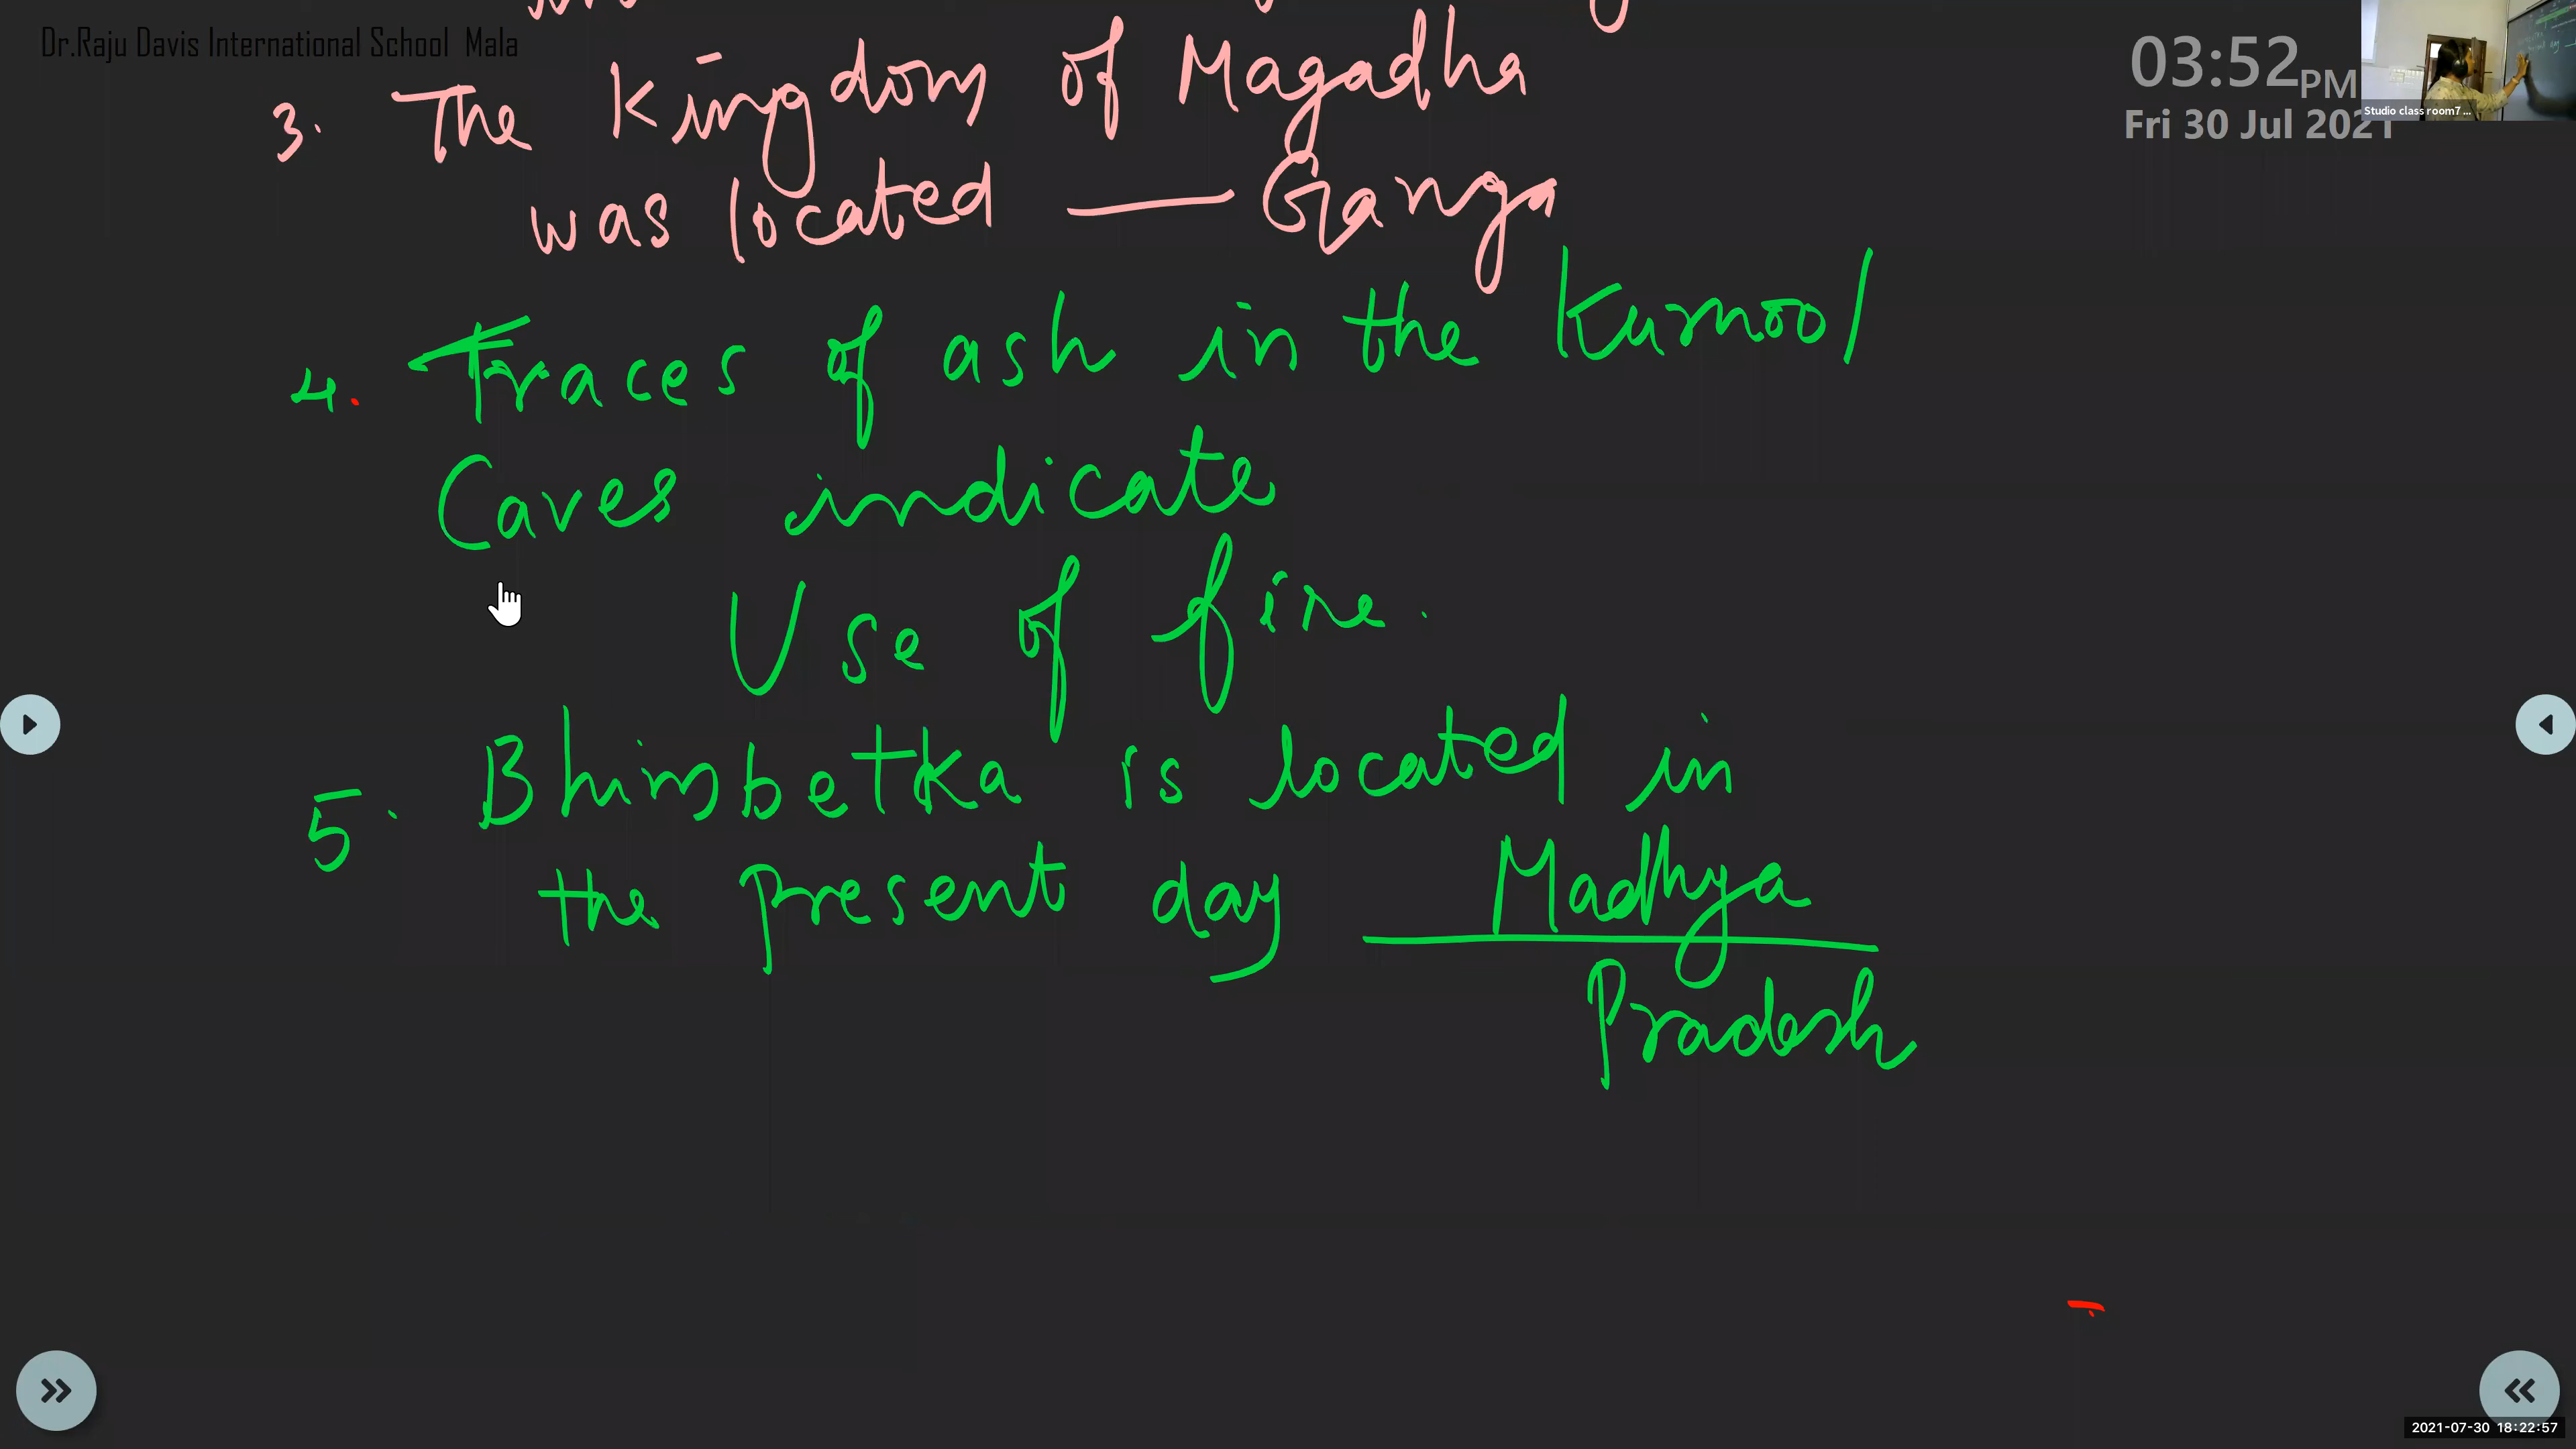 Dr.Raju Davis International School Mala
03:52 PM
Fri 30 Jul 2021
Studio class room7 ...
3. The Kingdom of Magadha
was located — Ganga
4. Traces of ash in the Kurnool
Caves indicate
Use of fire.
5. Bhimbetka is located in
the present day Madhya
Pradesh
2021-07-30 18:22:57